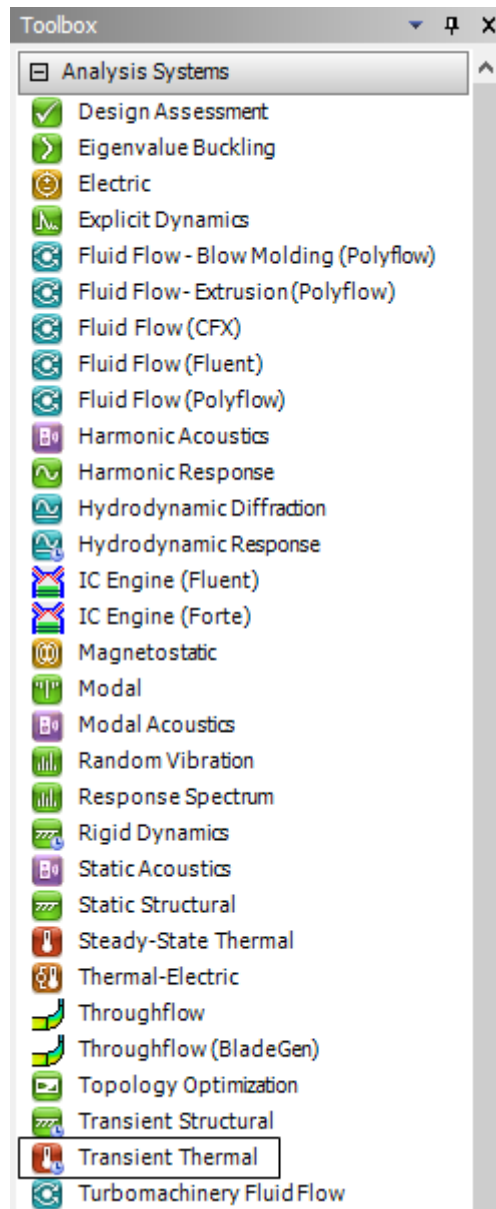 Toolbox
Analysis Systems
Design Assessment
Eigenvalue Buckling
Electric
Explicit Dynamics
Fluid Flow - Blow Molding (Polyflow)
Fluid Flow - Extrusion (Polyflow)
Fluid Flow (CFX)
Fluid Flow (Fluent)
Fluid Flow (Polyflow)
Harmonic Acoustics
Harmonic Response
Hydrodynamic Diffraction
Hydrodynamic Response
IC Engine (Fluent)
IC Engine (Forte)
Magnetostatic
Modal
Modal Acoustics
Random Vibration
Response Spectrum
Rigid Dynamics
Static Acoustics
Static Structural
Steady-State Thermal
Thermal-Electric
Throughflow
Throughflow (BladeGen)
Topology Optimization
Transient Structural
Transient Thermal
Turbomachinery Fluid Flow